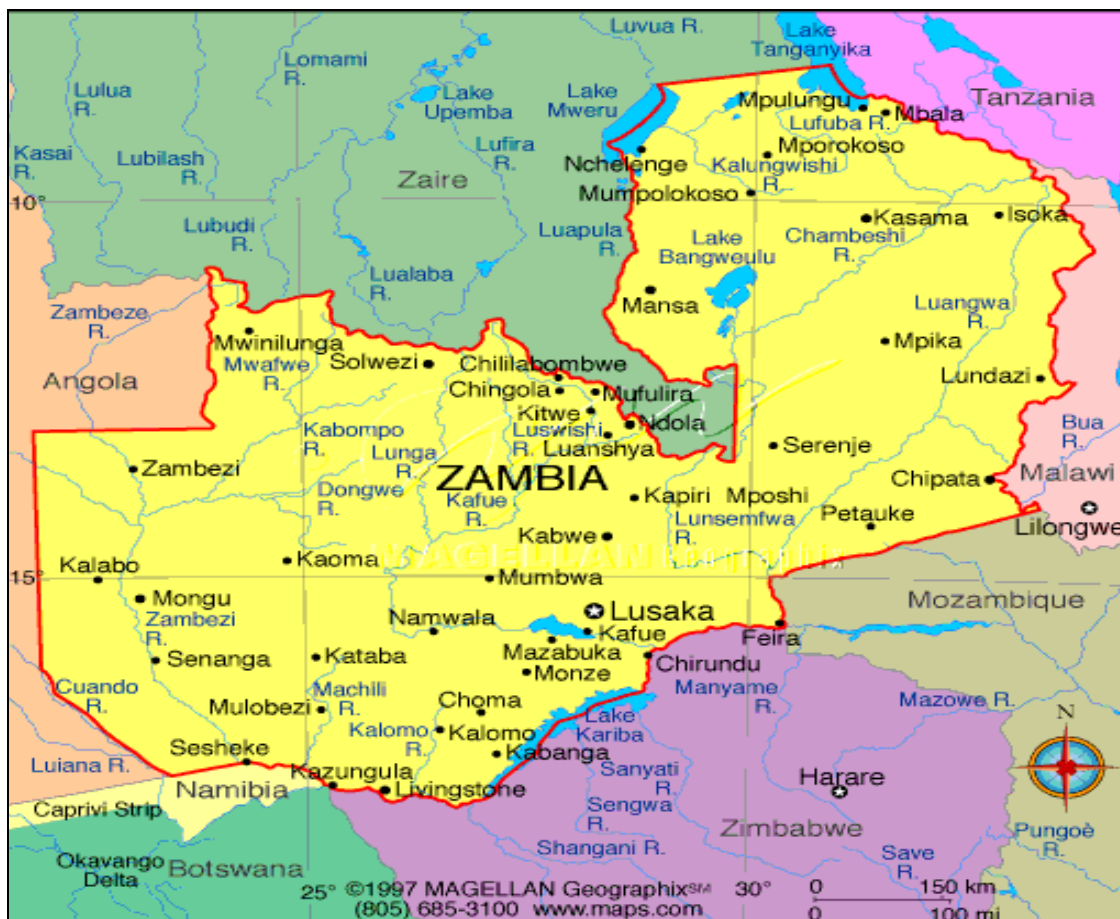 Luvua R.
Lake
Tanganyika
Lomami
R.
Lulua
R.
Lake
Upemba
Lake
Mweru
Mpulungu
Mbala
Tanzania
Lufuba R.
Kasai
R.
Lubilash
R.
Lufira
R.
Nchelenge
Mporokoso
Kalungwishi
R.
Zaire
Mumpolokoso
10°
Lubudi
R.
Luapula
R.
Kasama
Isoka
Chambeshi
R.
Lake
Bangweulu
Lualaba
R.
Mansa
Luangwa
R.
Zambeze
R.
Mwinilunga
Mwafwe
R.
Solwezi
Chililabombwe
Mpika
Angola
Chingola
Mufulira
Lundazi
Kitwe
Ndola
Luswishi
R.
Kabompo
R.
Lunga
R.
Luanshya
Serenje
Bua
R.
Zambezi
ZAMBIA
Malawi
Chipata
Dongwe
R.
Kafue
R.
Kapiri Mposhi
Lunsemfwa
R.
Petauke
Lilongwe
Kabwe
MAGELLAN Geographix
Kalabo
Kaoma
15°
Mumbwa
Mongu
Lusaka
Mozambique
Zambezi
R.
Namwala
Kafue
Feira
Mazabuka
Senanga
Kataba
Monze
Chirundu
Cuando
R.
Machili
R.
Manyame
R.
Mazowe R.
Mulobezi
Choma
Lake
Kariba
N
Kalomo
R.
Kalomo
Sesheke
Kabanga
Luiana R.
Kazungula
Sanyati
R.
Harare
Namibia
Livingstone
Caprivi Strip
Sengwa
R.
Zimbabwe
Pungoè
R.
Shangani R.
Save
R.
Okavango
Delta
Botswana
25° ©1997 MAGELLAN Geographix℠ 30° 0 150 km
(805) 685-3100 www.maps.com 0 100 mi